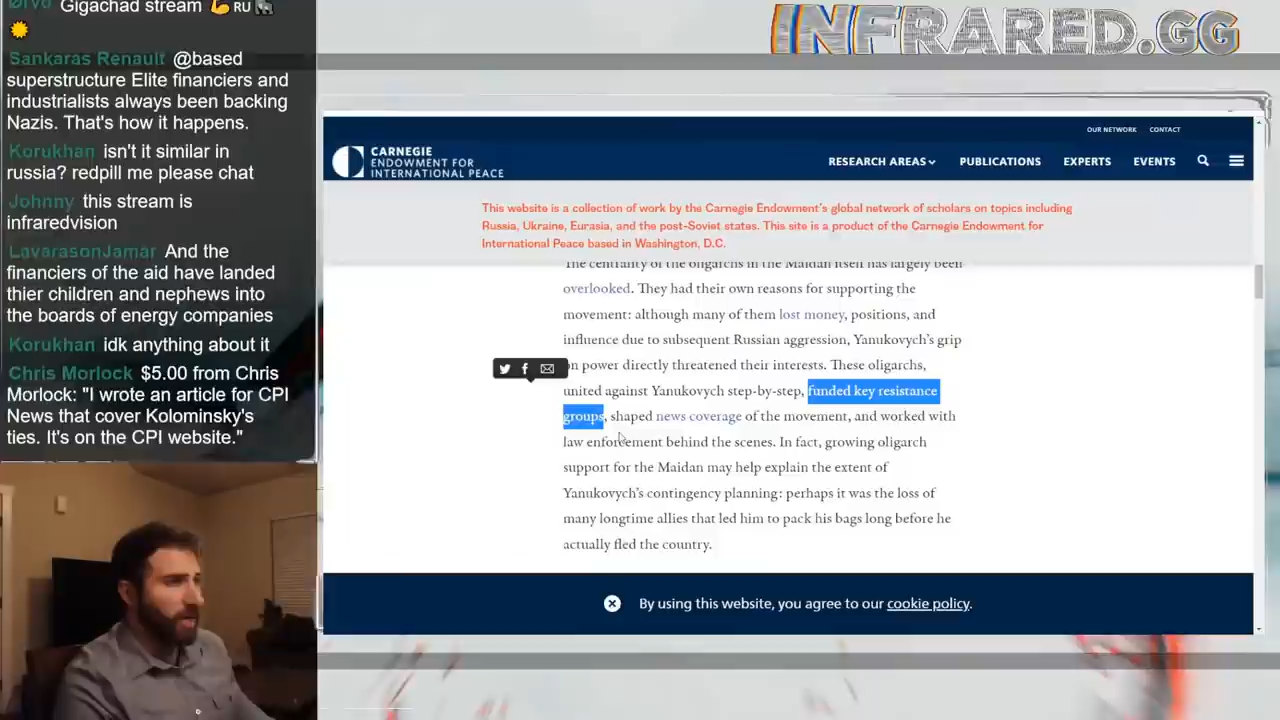 Gigachad stream 💪 RU
Sankaras Renault @based
superstructure Elite financiers and
industrialists always been backing
Nazis. That's how it happens.
Korukhan isn't it similar in
russia? redpill me please chat
Johnny this stream is
infraredvision
LavarasonJamar And the
financiers of the aid have landed
thier children and nephews into
the boards of energy companies
Korukhan idk anything about it
Chris Morlock $5.00 from Chris
Morlock: "I wrote an article for CPI
News that cover Kolominsky's
ties. It's on the CPI website."
INFRARED.GG
OUR NETWORK CONTACT
CARNEGIE
ENDOWMENT FOR
INTERNATIONAL PEACE
RESEARCH AREAS PUBLICATIONS EXPERTS EVENTS
This website is a collection of work by the Carnegie Endowment's global network of scholars on topics including
Russia, Ukraine, Eurasia, and the post-Soviet states. This site is a product of the Carnegie Endowment for
International Peace based in Washington, D.C.
The centrality of the oligarchs in the Maidan itself has largely been
overlooked. They had their own reasons for supporting the
movement: although many of them lost money, positions, and
influence due to subsequent Russian aggression, Yanukovych's grip
on power directly threatened their interests. These oligarchs,
united against Yanukovych step-by-step, funded key resistance
groups, shaped news coverage of the movement, and worked with
law enforcement behind the scenes. In fact, growing oligarch
support for the Maidan may help explain the extent of
Yanukovych's contingency planning: perhaps it was the loss of
many longtime allies that led him to pack his bags long before he
actually fled the country.
By using this website, you agree to our cookie policy.